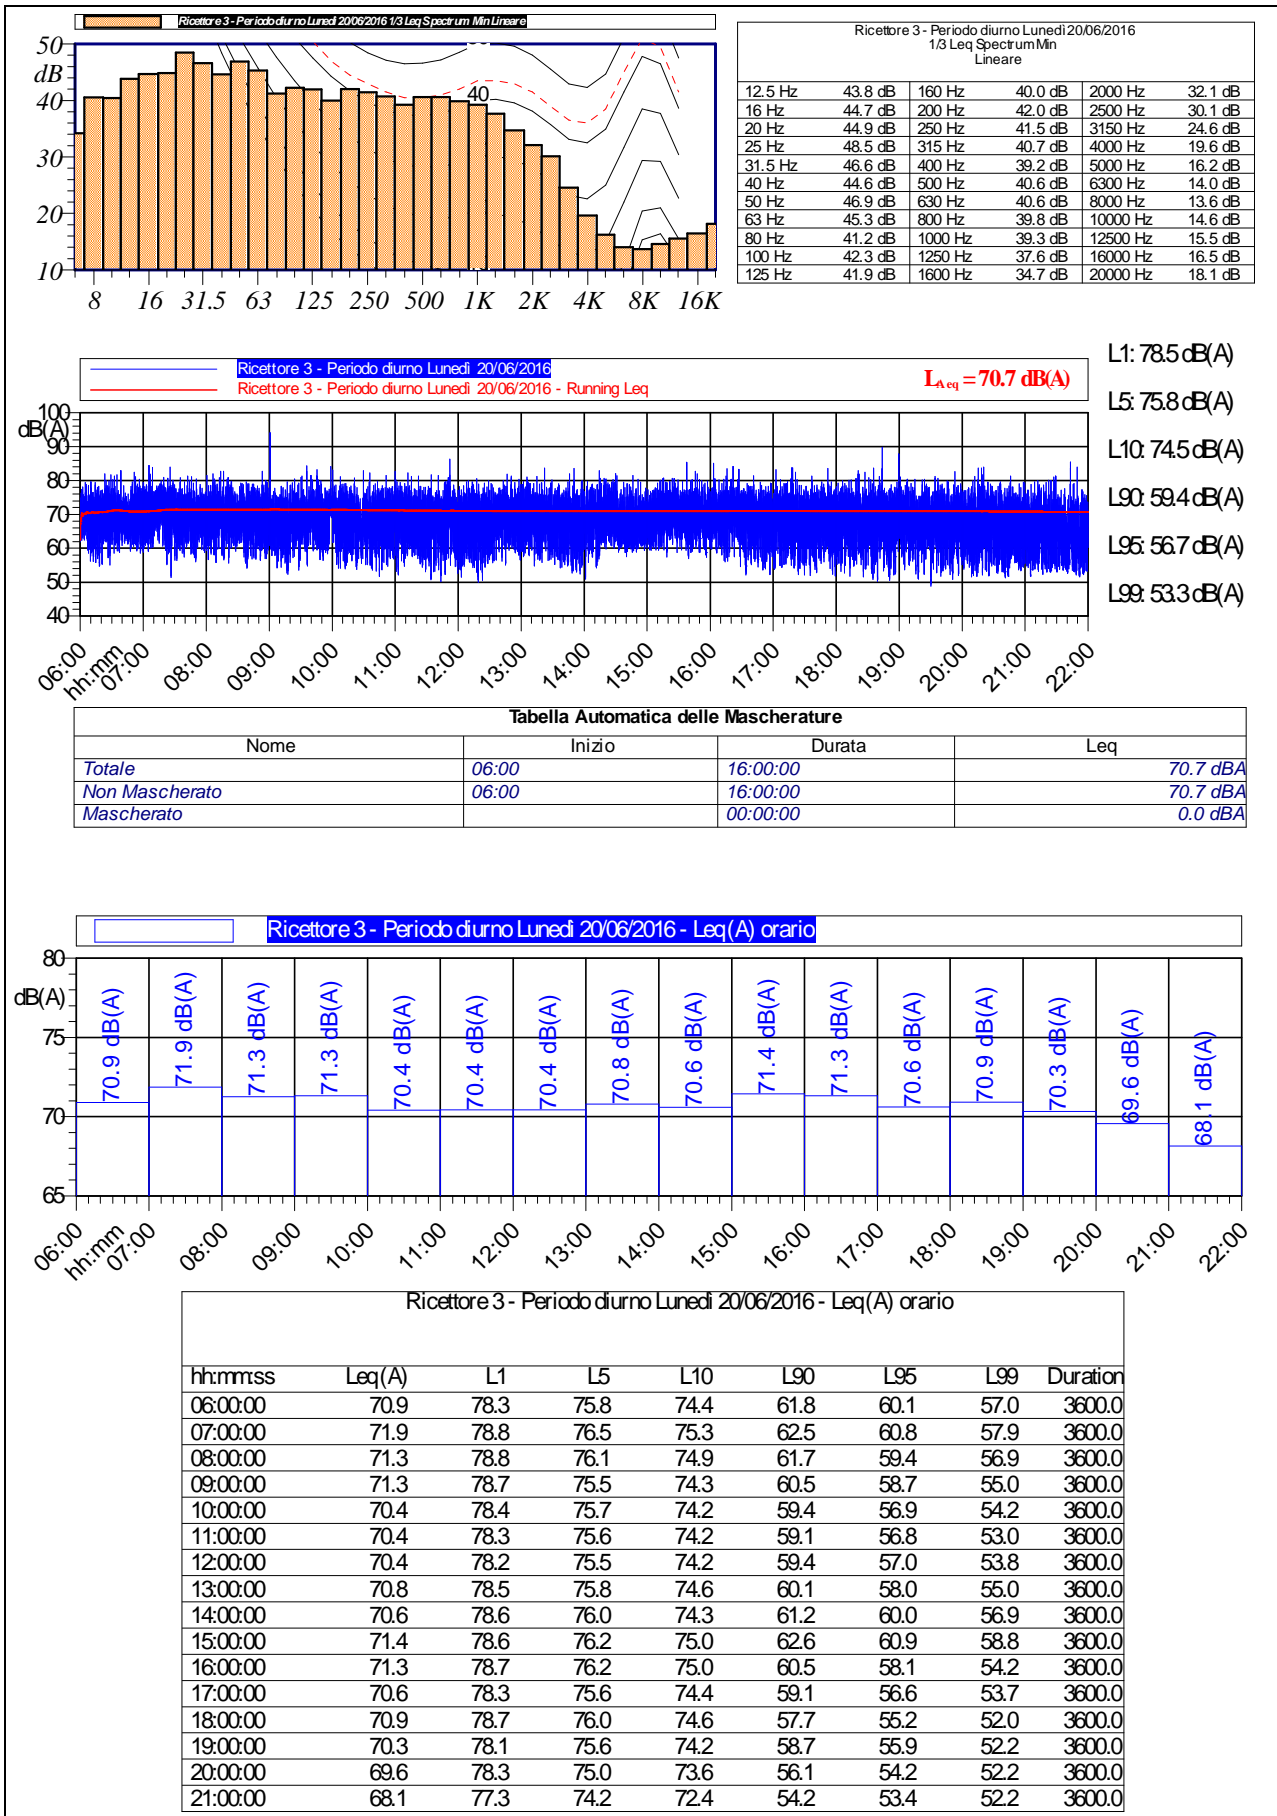 Ricettore 3 - Periodo diurno Lunedì 20/06/2016 1/3 Leq Spectrum Min Lineare
50
dB
40
30
20
10
40
8 16 31.5 63 125 250 500 1K 2K 4K 8K 16K
Ricettore 3 - Periodo diurno Lunedì 20/06/2016
1/3 Leq Spectrum Min
Lineare
12.5 Hz 43.8 dB 160 Hz 40.0 dB 2000 Hz 32.1 dB
16 Hz 44.7 dB 200 Hz 42.0 dB 2500 Hz 30.1 dB
20 Hz 44.9 dB 250 Hz 41.5 dB 3150 Hz 24.6 dB
25 Hz 48.5 dB 315 Hz 40.7 dB 4000 Hz 19.6 dB
31.5 Hz 46.6 dB 400 Hz 39.2 dB 5000 Hz 16.2 dB
40 Hz 44.6 dB 500 Hz 40.6 dB 6300 Hz 14.0 dB
50 Hz 46.9 dB 630 Hz 40.6 dB 8000 Hz 13.6 dB
63 Hz 45.3 dB 800 Hz 39.8 dB 10000 Hz 14.6 dB
80 Hz 41.2 dB 1000 Hz 39.3 dB 12500 Hz 15.5 dB
100 Hz 42.3 dB 1250 Hz 37.6 dB 16000 Hz 16.5 dB
125 Hz 41.9 dB 1600 Hz 34.7 dB 20000 Hz 18.1 dB
Ricettore 3 - Periodo diurno Lunedì 20/06/2016
Ricettore 3 - Periodo diurno Lunedì 20/06/2016 - Running Leq
LAeq = 70.7 dB(A)
L1: 78.5 dB(A)
L5: 75.8 dB(A)
L10: 74.5 dB(A)
L90: 59.4 dB(A)
L95: 56.7 dB(A)
L99: 53.3 dB(A)
100
dB(A)
90
80
70
60
50
40
06:00 hh:mm 07:00 08:00 09:00 10:00 11:00 12:00 13:00 14:00 15:00 16:00 17:00 18:00 19:00 20:00 21:00 22:00
Tabella Automatica delle Mascherature
Nome Inizio Durata Leq
Totale 06:00 16:00:00 70.7 dBA
Non Mascherato 06:00 16:00:00 70.7 dBA
Mascherato 00:00:00 0.0 dBA
Ricettore 3 - Periodo diurno Lunedì 20/06/2016 - Leq(A) orario
80
dB(A)
75
70
65
70.9 dB(A) 71.9 dB(A) 71.3 dB(A) 71.3 dB(A) 70.4 dB(A) 70.4 dB(A) 70.4 dB(A) 70.8 dB(A) 70.6 dB(A) 71.4 dB(A) 71.3 dB(A) 70.6 dB(A) 70.9 dB(A) 70.3 dB(A) 69.6 dB(A) 68.1 dB(A)
06:00 hh:mm 07:00 08:00 09:00 10:00 11:00 12:00 13:00 14:00 15:00 16:00 17:00 18:00 19:00 20:00 21:00 22:00
Ricettore 3 - Periodo diurno Lunedì 20/06/2016 - Leq(A) orario
hh:mm:ss Leq(A) L1 L5 L10 L90 L95 L99 Duration
06:00:00 70.9 78.3 75.8 74.4 61.8 60.1 57.0 3600.0
07:00:00 71.9 78.8 76.5 75.3 62.5 60.8 57.9 3600.0
08:00:00 71.3 78.8 76.1 74.9 61.7 59.4 56.9 3600.0
09:00:00 71.3 78.7 75.5 74.3 60.5 58.7 55.0 3600.0
10:00:00 70.4 78.4 75.7 74.2 59.4 56.9 54.2 3600.0
11:00:00 70.4 78.3 75.6 74.2 59.1 56.8 53.0 3600.0
12:00:00 70.4 78.2 75.5 74.2 59.4 57.0 53.8 3600.0
13:00:00 70.8 78.5 75.8 74.6 60.1 58.0 55.0 3600.0
14:00:00 70.6 78.6 76.0 74.3 61.2 60.0 56.9 3600.0
15:00:00 71.4 78.6 76.2 75.0 62.6 60.9 58.8 3600.0
16:00:00 71.3 78.7 76.2 75.0 60.5 58.1 54.2 3600.0
17:00:00 70.6 78.3 75.6 74.4 59.1 56.6 53.7 3600.0
18:00:00 70.9 78.7 76.0 74.6 57.7 55.2 52.0 3600.0
19:00:00 70.3 78.1 75.6 74.2 58.7 55.9 52.2 3600.0
20:00:00 69.6 78.3 75.0 73.6 56.1 54.2 52.2 3600.0
21:00:00 68.1 77.3 74.2 72.4 54.2 53.4 52.2 3600.0